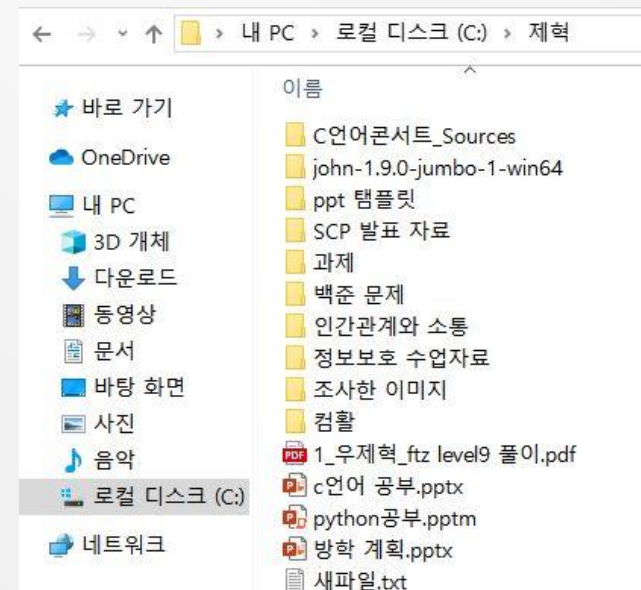 내 PC > 로컬 디스크 (C:) > 제혁
이름
바로 가기
OneDrive
내 PC
3D 개체
다운로드
동영상
문서
바탕 화면
사진
음악
로컬 디스크 (C:)
네트워크
C언어콘서트_Sources
john-1.9.0-jumbo-1-win64
ppt 탬플릿
SCP 발표 자료
과제
백준 문제
인간관계와 소통
정보보호 수업자료
조사한 이미지
컴활
PDF 1_우제혁_ftz level9 풀이.pdf
c언어 공부.pptx
python공부.pptm
방학 계획.pptx
새파일.txt